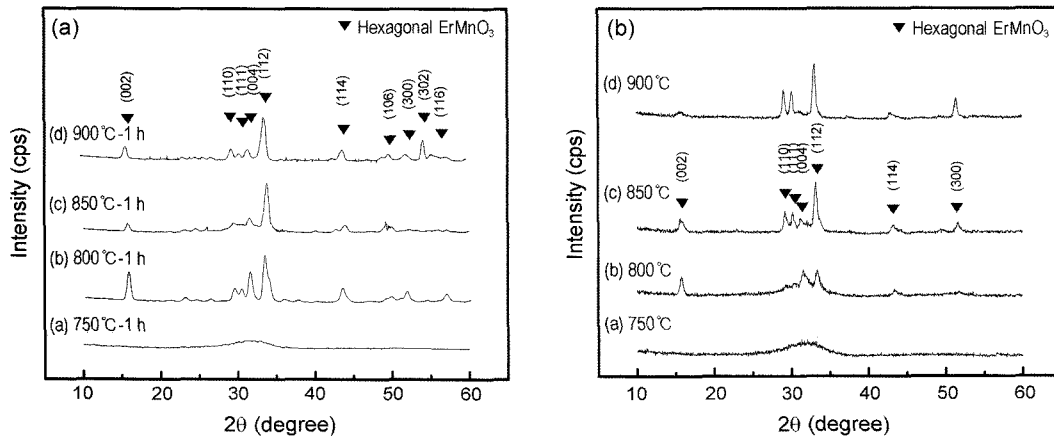 (a)
▼ Hexagonal ErMnO₃
(002)
(110)
(111)
(004)
(112)
(114)
(106)
(300)
(302)
(116)
(d) 900℃-1 h
(c) 850℃-1 h
(b) 800℃-1 h
(a) 750℃-1 h
Intensity (cps)
10 20 30 40 50 60
2θ (degree)
(b)
▼ Hexagonal ErMnO₃
(d) 900℃
(002)
(110)
(111)
(004)
(112)
(114)
(300)
(c) 850℃
(b) 800℃
(a) 750℃
Intensity (cps)
10 20 30 40 50 60
2θ (degree)